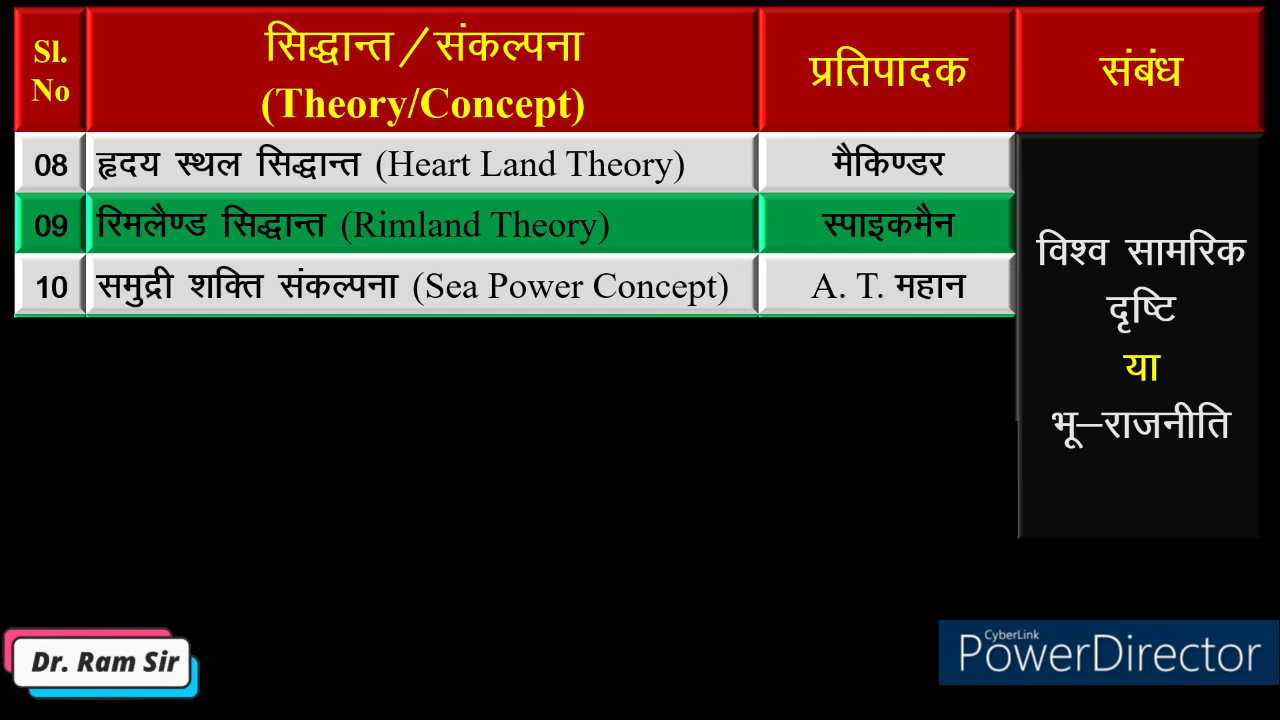 Sl.
No
सिद्धान्त/संकल्पना
(Theory/Concept)
प्रतिपादक
संबंध
08 हृदय स्थल सिद्धान्त (Heart Land Theory) मैकिण्डर
09 रिमलैण्ड सिद्धान्त (Rimland Theory) स्पाइकमैन
10 समुद्री शक्ति संकल्पना (Sea Power Concept) A. T. महान
विश्व सामरिक
दृष्टि
या
भू–राजनीति
Dr. Ram Sir
CyberLink
PowerDirector